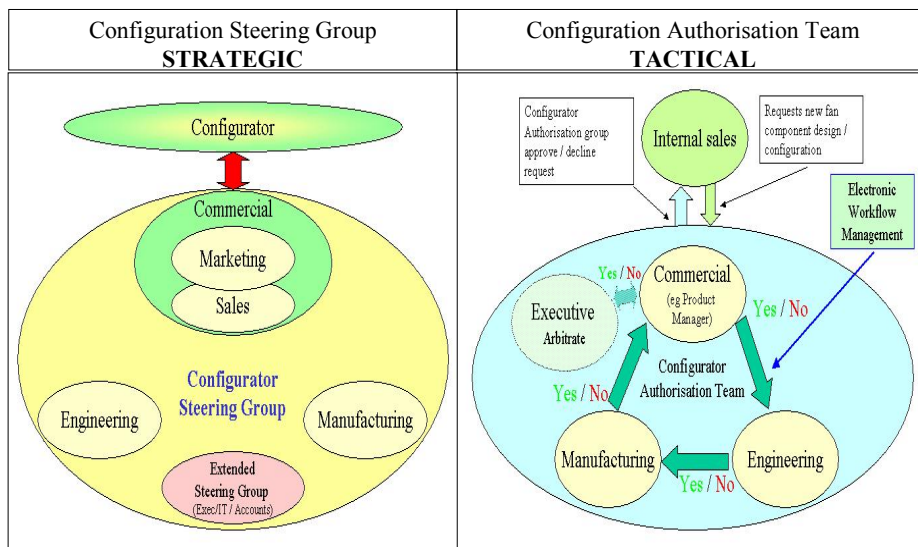 Configuration Steering Group
STRATEGIC
Configurator
Commercial
Marketing
Sales
Configurator
Steering Group
Engineering
Manufacturing
Extended
Steering Group
(Exec/IT / Accounts)
Configuration Authorisation Team
TACTICAL
Configurator
Authorisation group
approve / decline
request
Internal sales
Requests new fan
component design /
configuration
Electronic
Workflow
Management
Yes / No
Commercial
(eg Product
Manager)
Executive
Arbitrate
Yes / No
Configurator
Authorisation Team
Yes / No
Manufacturing
Engineering
Yes / No